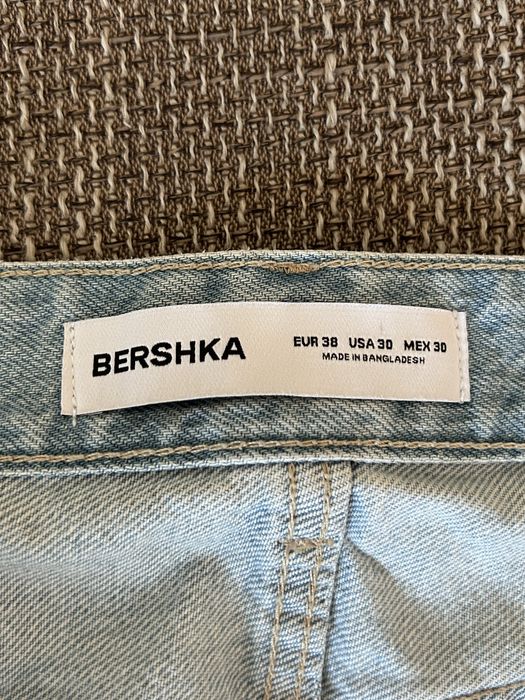 BERSHKA
EUR 38 USA 30 MEX 30
MADE IN BANGLADESH